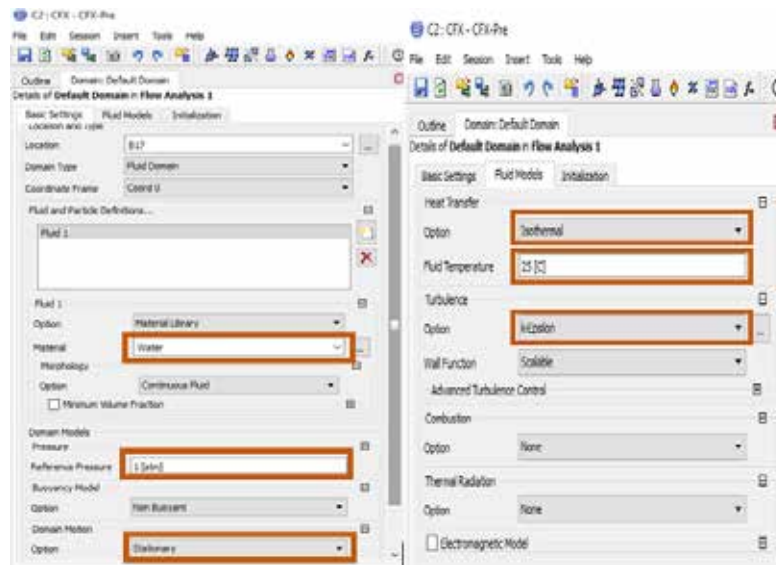 C2 : CFX - CFX-Pre
File Edit Session Insert Tools Help
Outline Domain: Default Domain
Details of Default Domain in Flow Analysis 1
Basic Settings Fluid Models Initialization
Location and Type
Location B17
Domain Type Fluid Domain
Coordinate Frame Coord 0
Fluid and Particle Definitions...
Fluid 1
Fluid 1
Option Material Library
Material Water
Morphology
Option Continuous Fluid
Minimum Volume Fraction
Domain Models
Pressure
Reference Pressure 1 [atm]
Buoyancy Model
Option Non Buoyant
Domain Motion
Option Stationary
C2 : CFX - CFX-Pre
File Edit Session Insert Tools Help
Outline Domain: Default Domain
Details of Default Domain in Flow Analysis 1
Basic Settings Fluid Models Initialization
Heat Transfer
Option Isothermal
Fluid Temperature 25 [C]
Turbulence
Option k-Epsilon
Wall Function Scalable
Advanced Turbulence Control
Combustion
Option None
Thermal Radiation
Option None
Electromagnetic Model